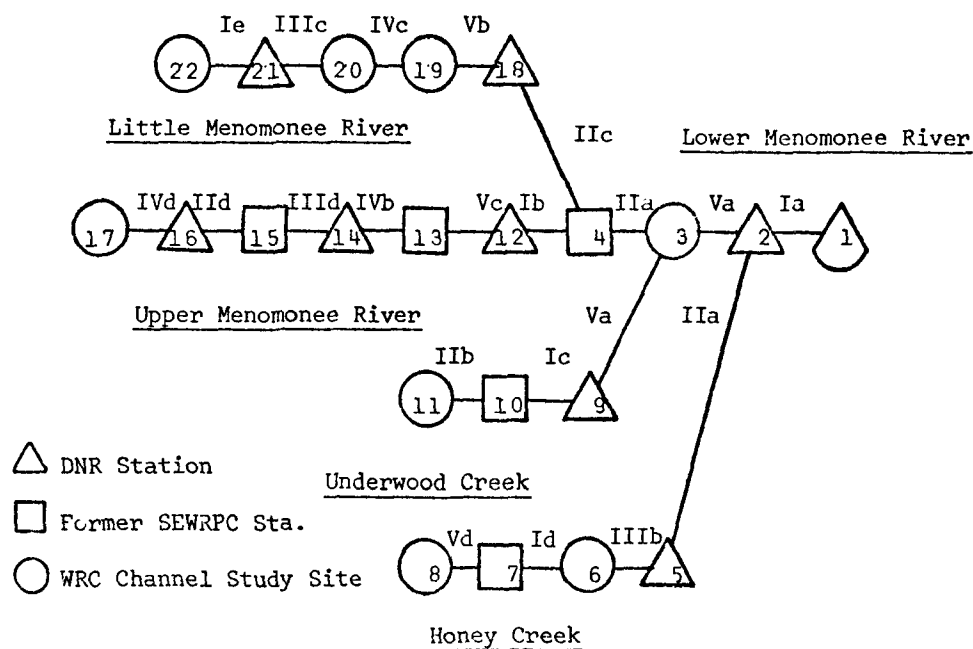 Ie IIIc IVc Vb
22 21 20 19 18
Little Menomonee River
IIc
Lower Menomonee River
IVd IId IIId IVb Vc Ib IIa Va Ia
17 16 15 14 13 12 4 3 2 1
Upper Menomonee River
Va
IIa
IIb Ic
11 10 9
DNR Station
Underwood Creek
Former SEWRPC Sta.
Vd Id IIIb
WRC Channel Study Site
8 7 6 5
Honey Creek